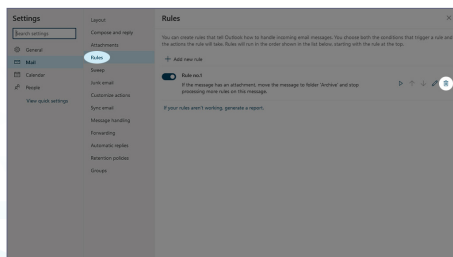 Settings
Search settings
General
Mail
Calendar
People
View quick settings
Layout
Compose and reply
Attachments
Rules
Sweep
Junk email
Customize actions
Sync email
Message handling
Forwarding
Automatic replies
Retention policies
Groups
Rules
You can create rules that tell Outlook how to handle incoming email messages. You choose both the conditions that trigger a rule and
the actions the rule will take. Rules will run in the order shown in the list below, starting with the rule at the top.
Add new rule
Rule no.1
If the message has an attachment, move the message to folder 'Archive' and stop
processing more rules on this message.
If your rules aren't working, generate a report.